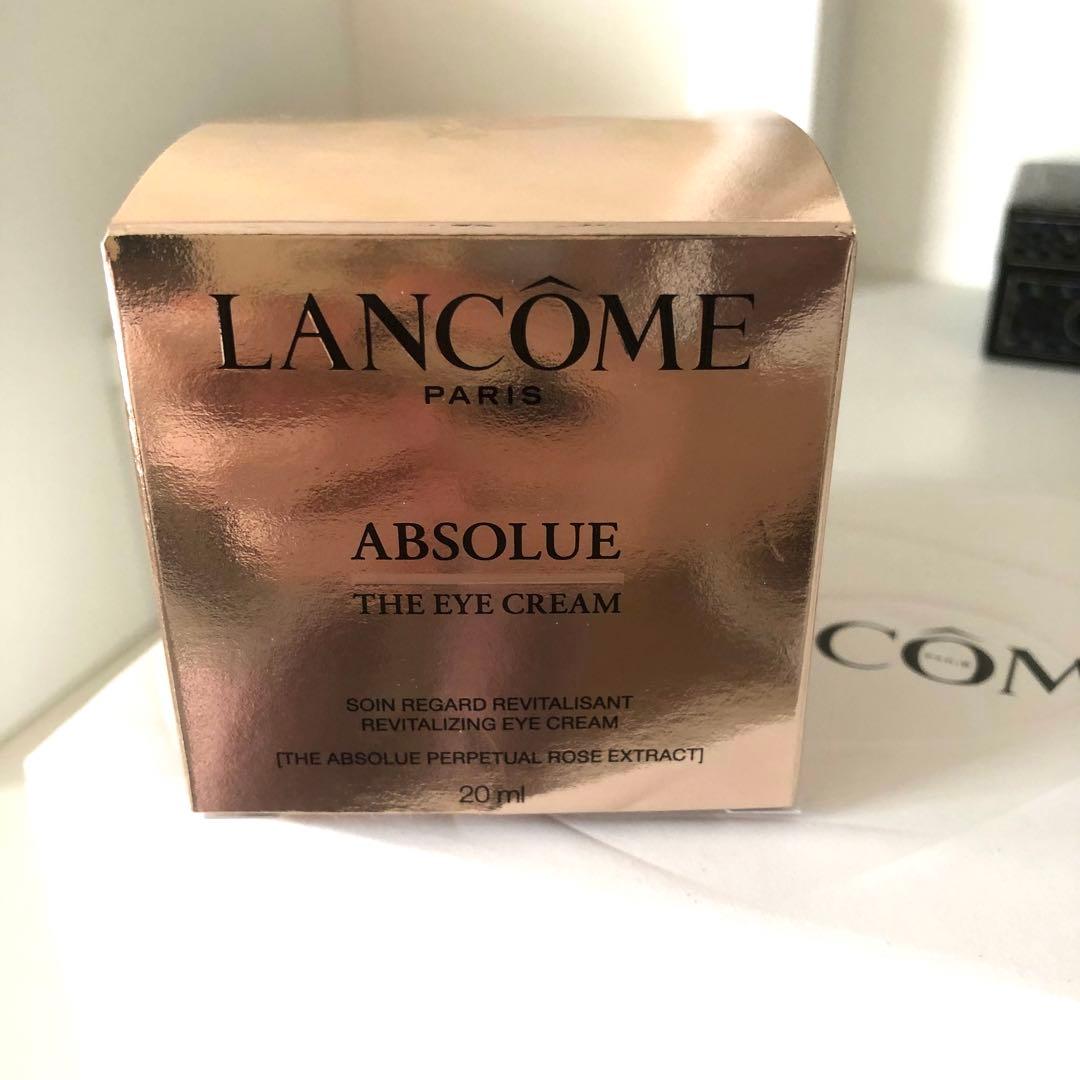 LANCÔME
PARIS
ABSOLUE
THE EYE CREAM
SOIN REGARD REVITALISANT
REVITALIZING EYE CREAM
[THE ABSOLUE PERPETUAL ROSE EXTRACT]
20 ml
CÔM
PARIS